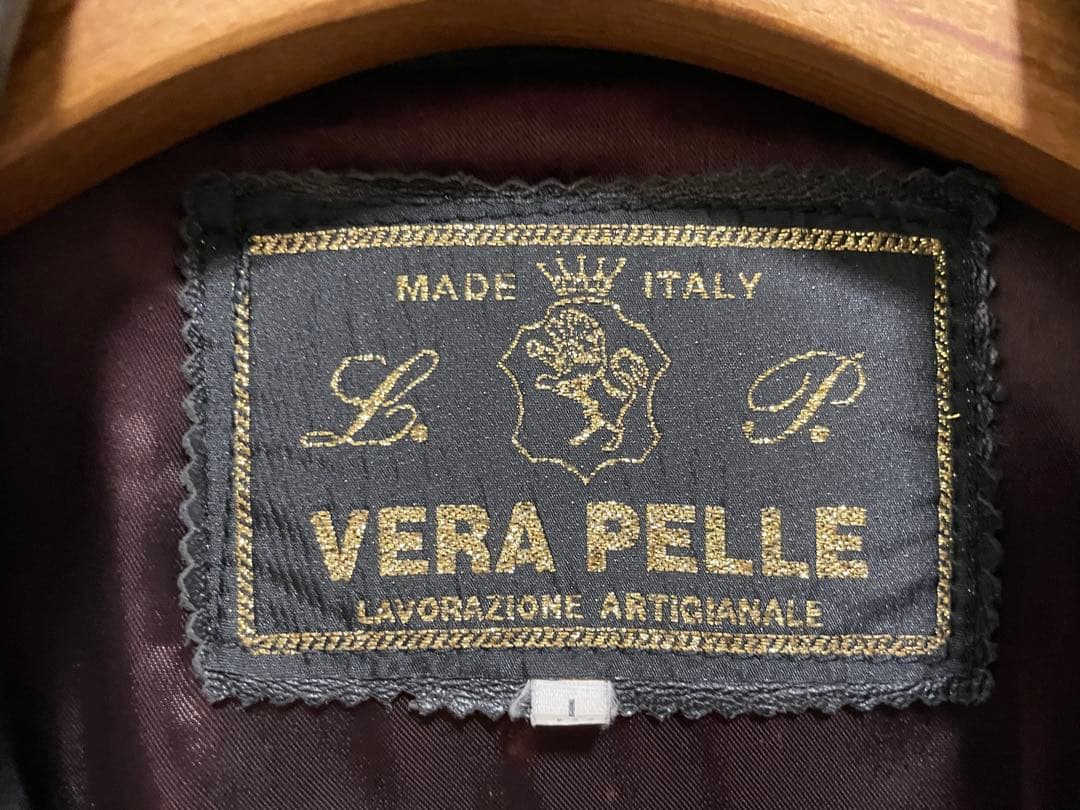 MADE ITALY
L. P.
VERA PELLE
LAVORAZIONE ARTIGIANALE
I